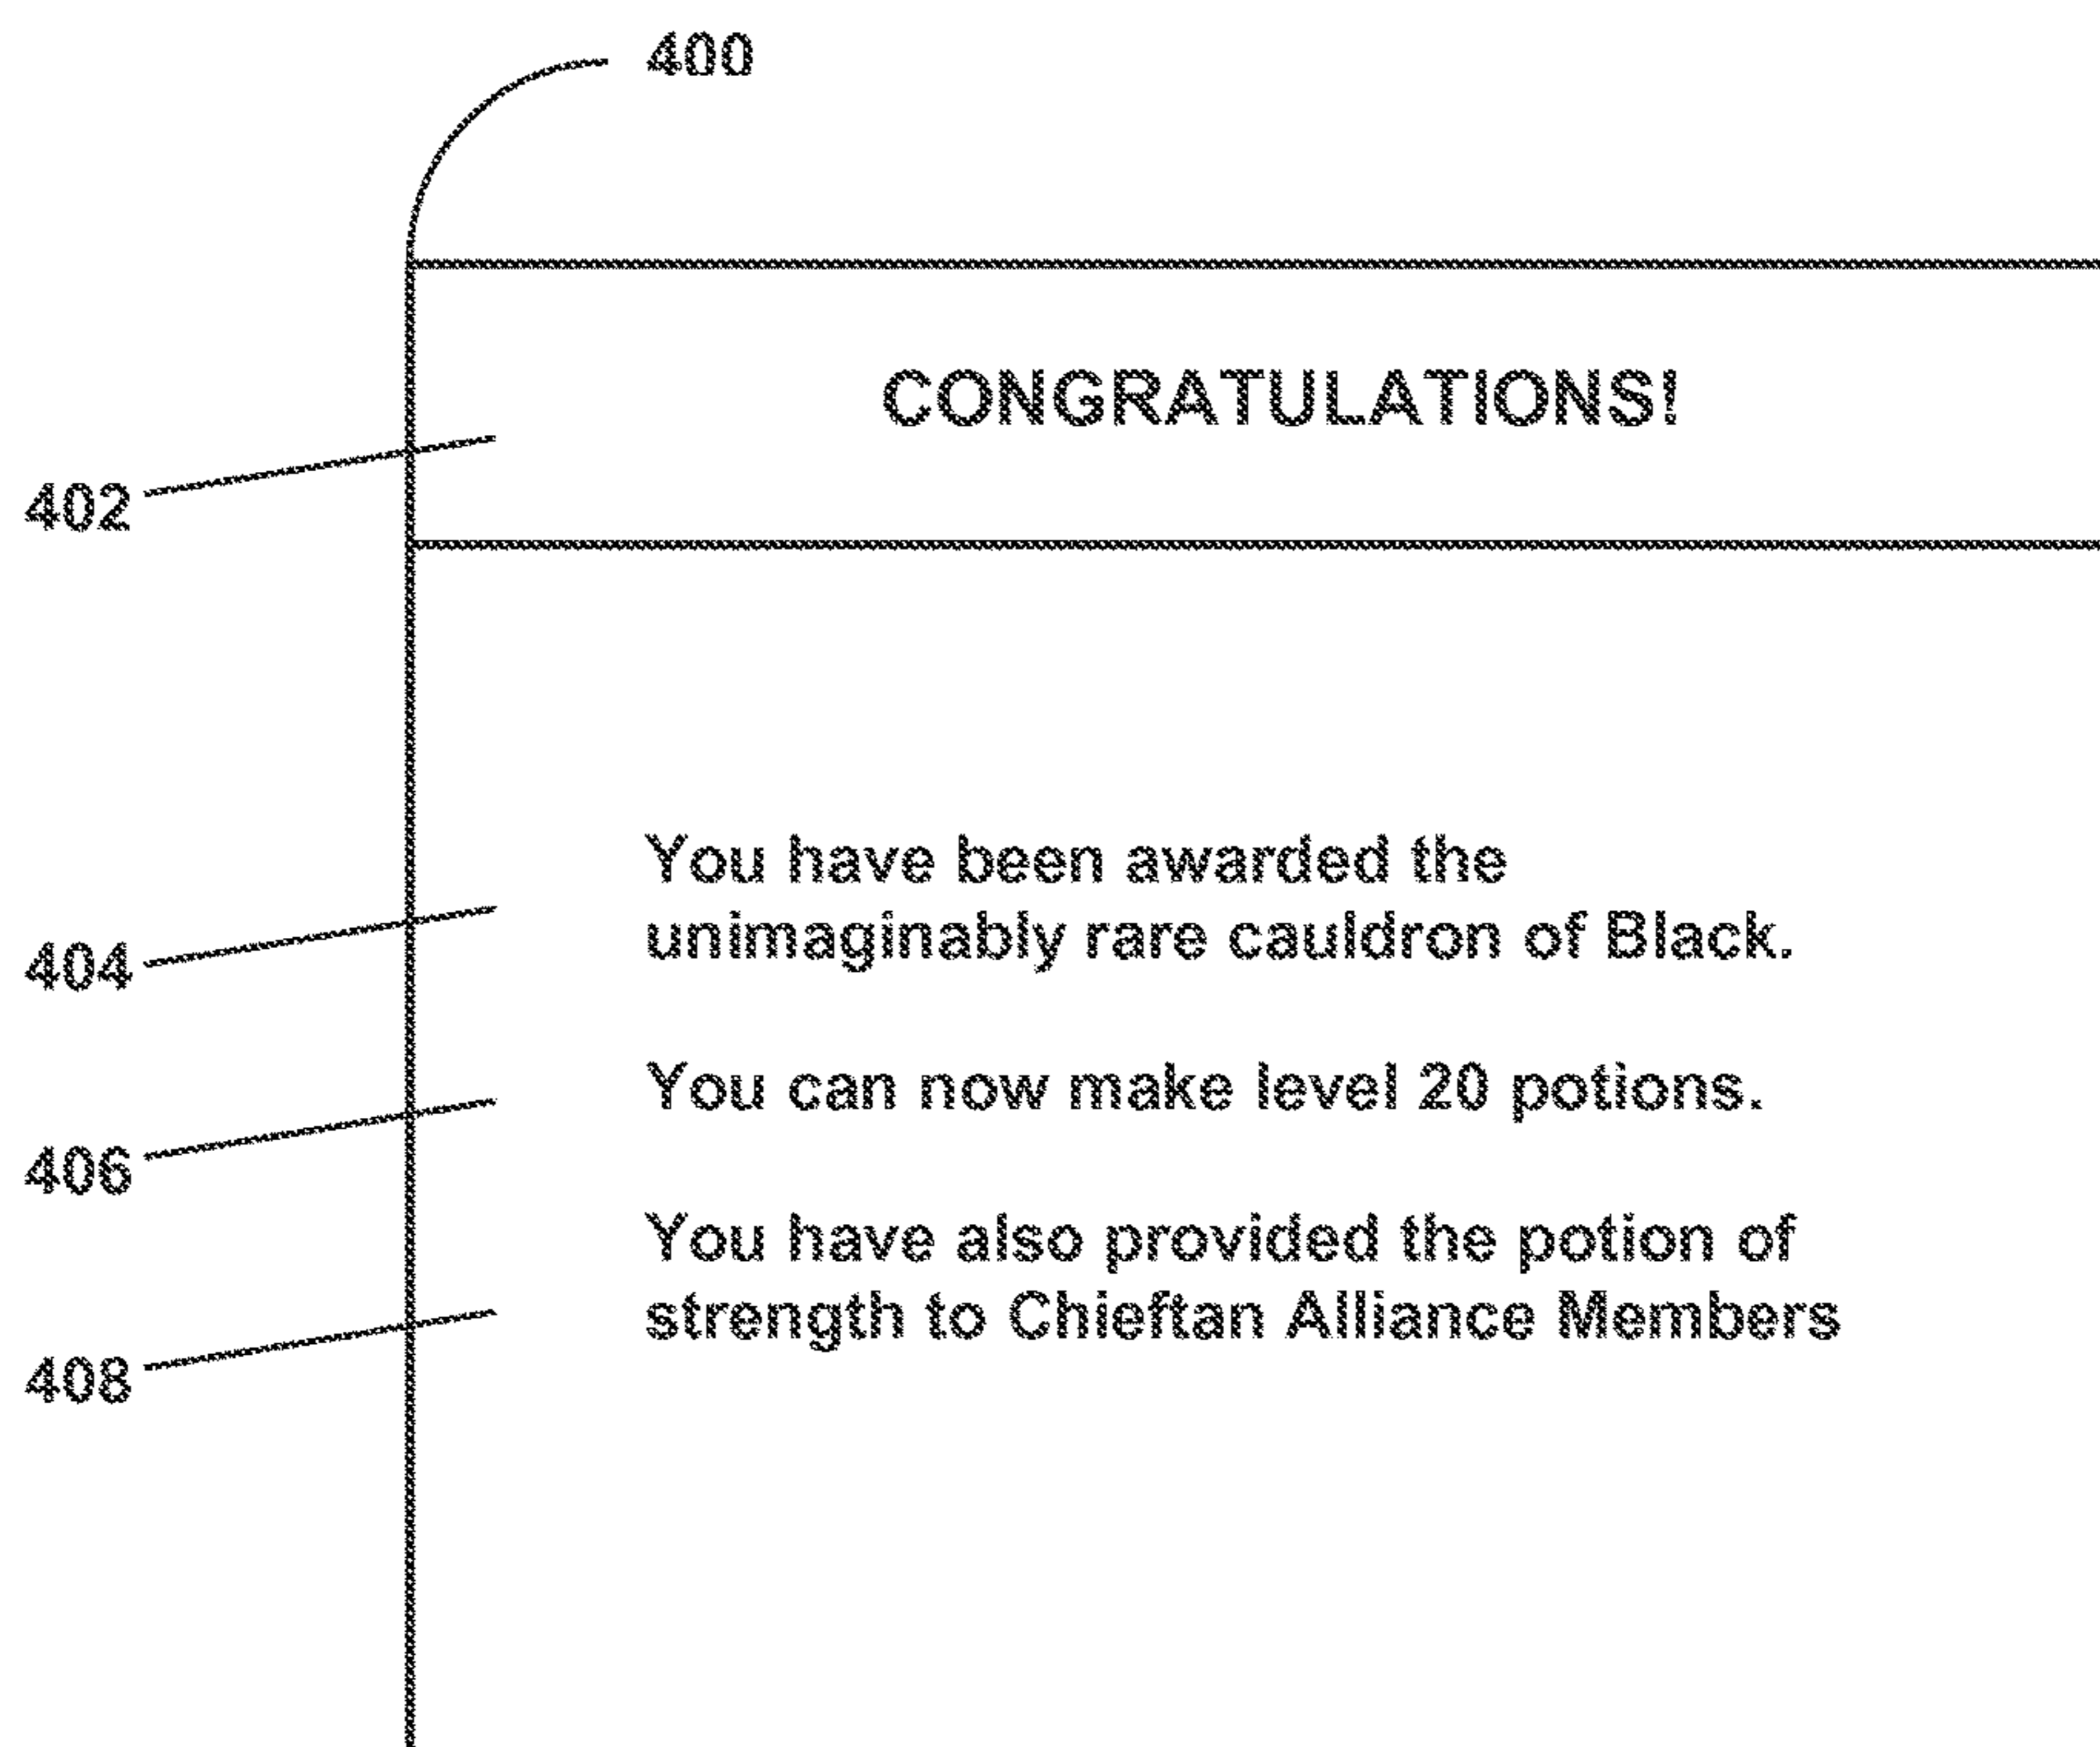 400
CONGRATULATIONS!
402
You have been awarded the
unimaginably rare cauldron of Black.
404
You can now make level 20 potions.
406
You have also provided the potion of
strength to Chieftan Alliance Members
408